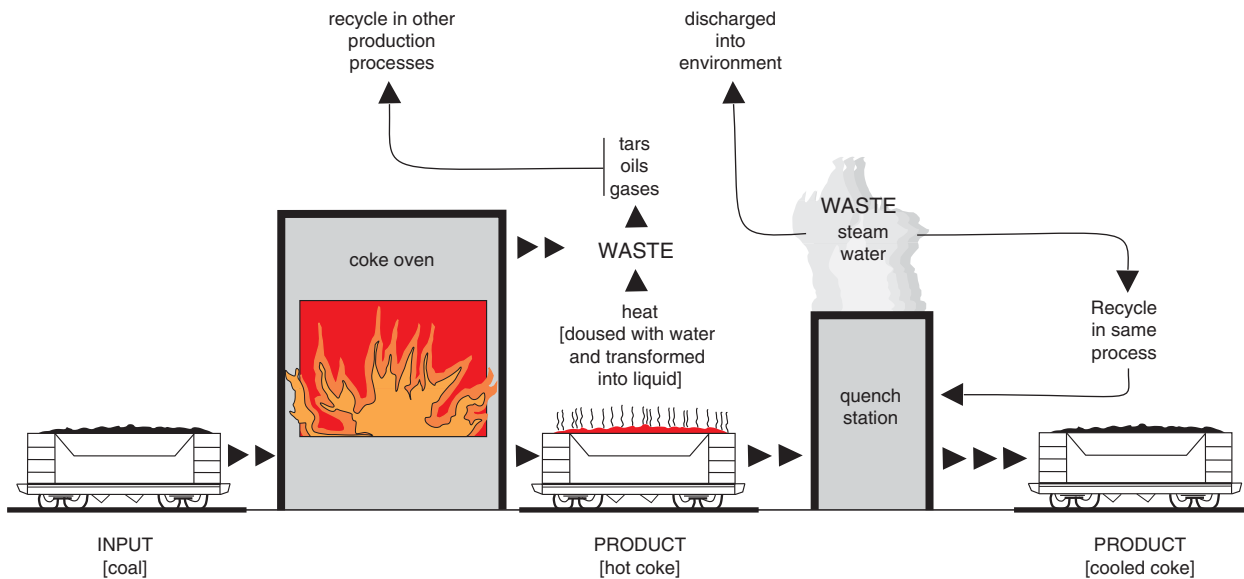 recycle in other
production
processes
discharged
into
environment
tars
oils
gases
WASTE
steam
water
coke oven
WASTE
heat
[doused with water
and transformed
into liquid]
Recycle
in same
process
quench
station
INPUT
[coal]
PRODUCT
[hot coke]
PRODUCT
[cooled coke]